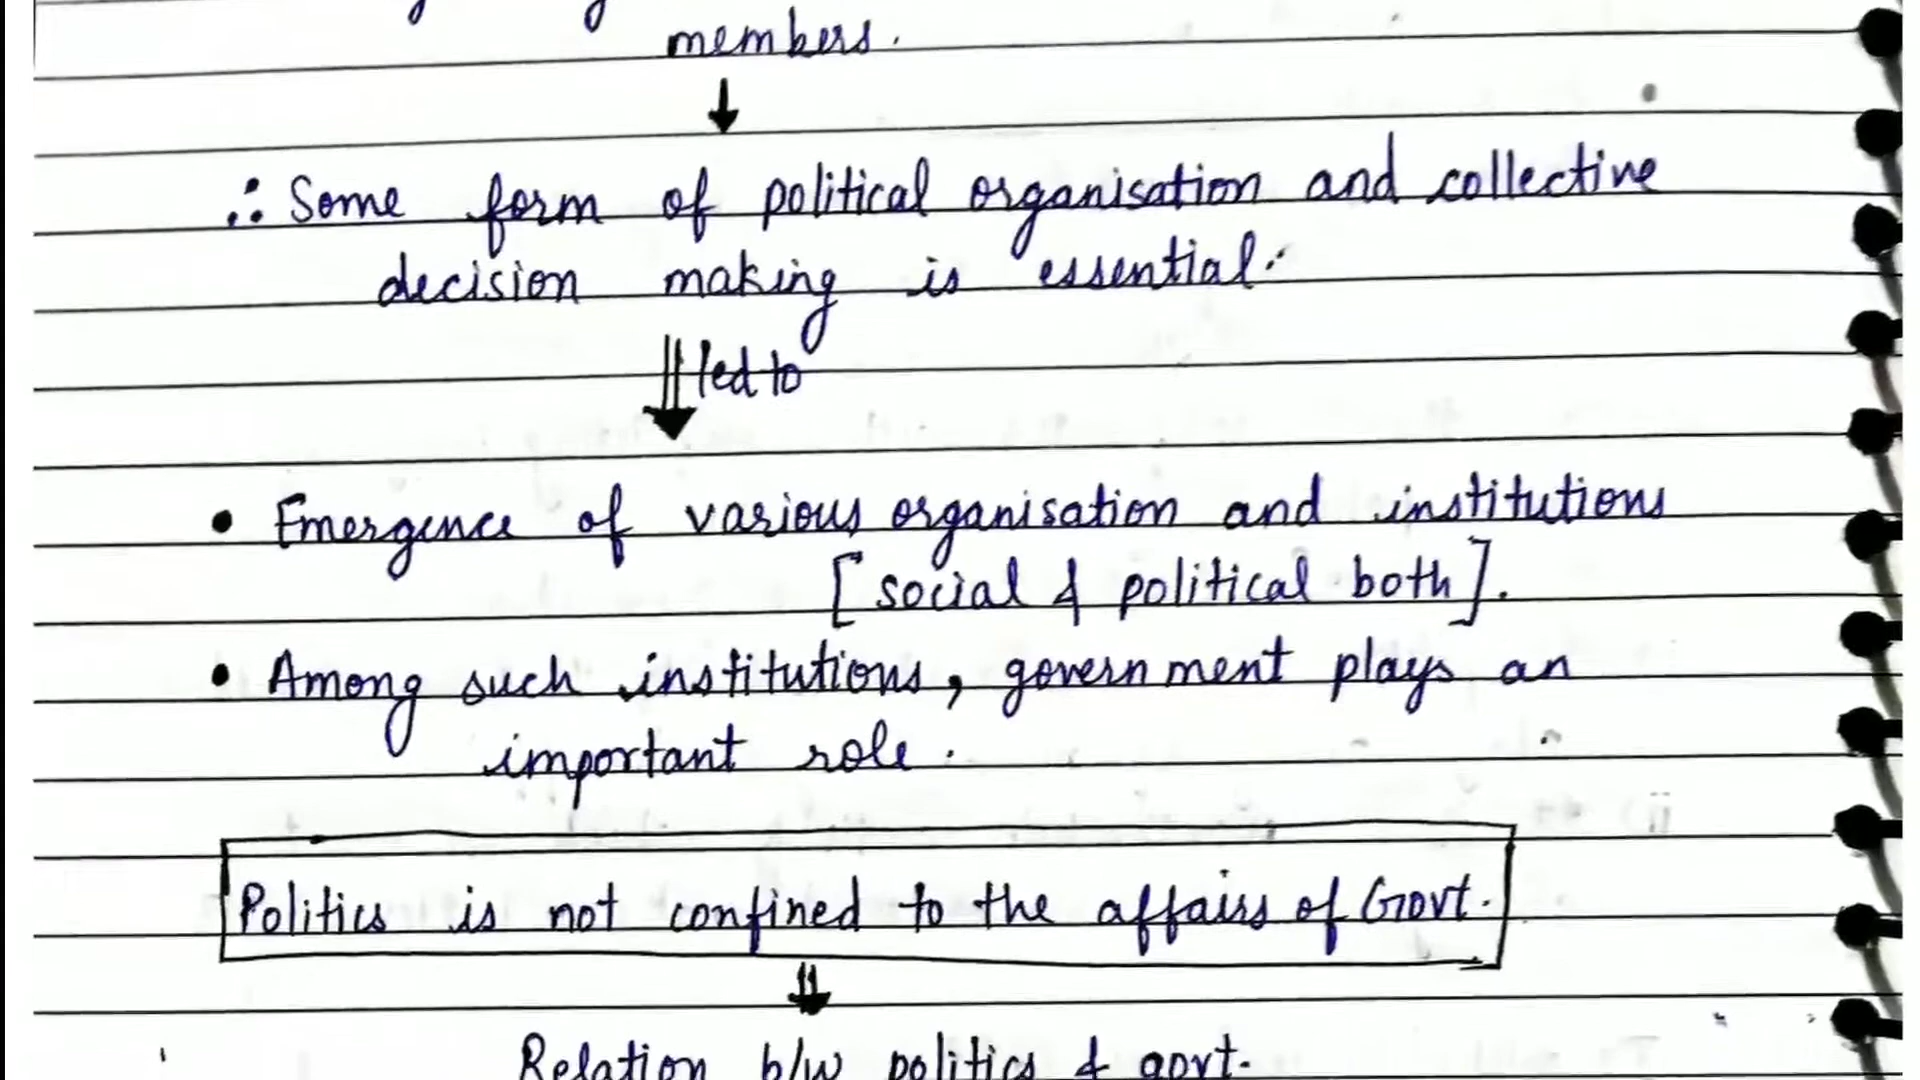 members.
↓
∴ Some form of political organisation and collective
decision making is essential.
⇓ led to
• Emergence of various organisation and institutions
[social & political both].
• Among such institutions, government plays an
important role.
Politics is not confined to the affairs of Govt.
⇓
Relation b/w politics & govt.